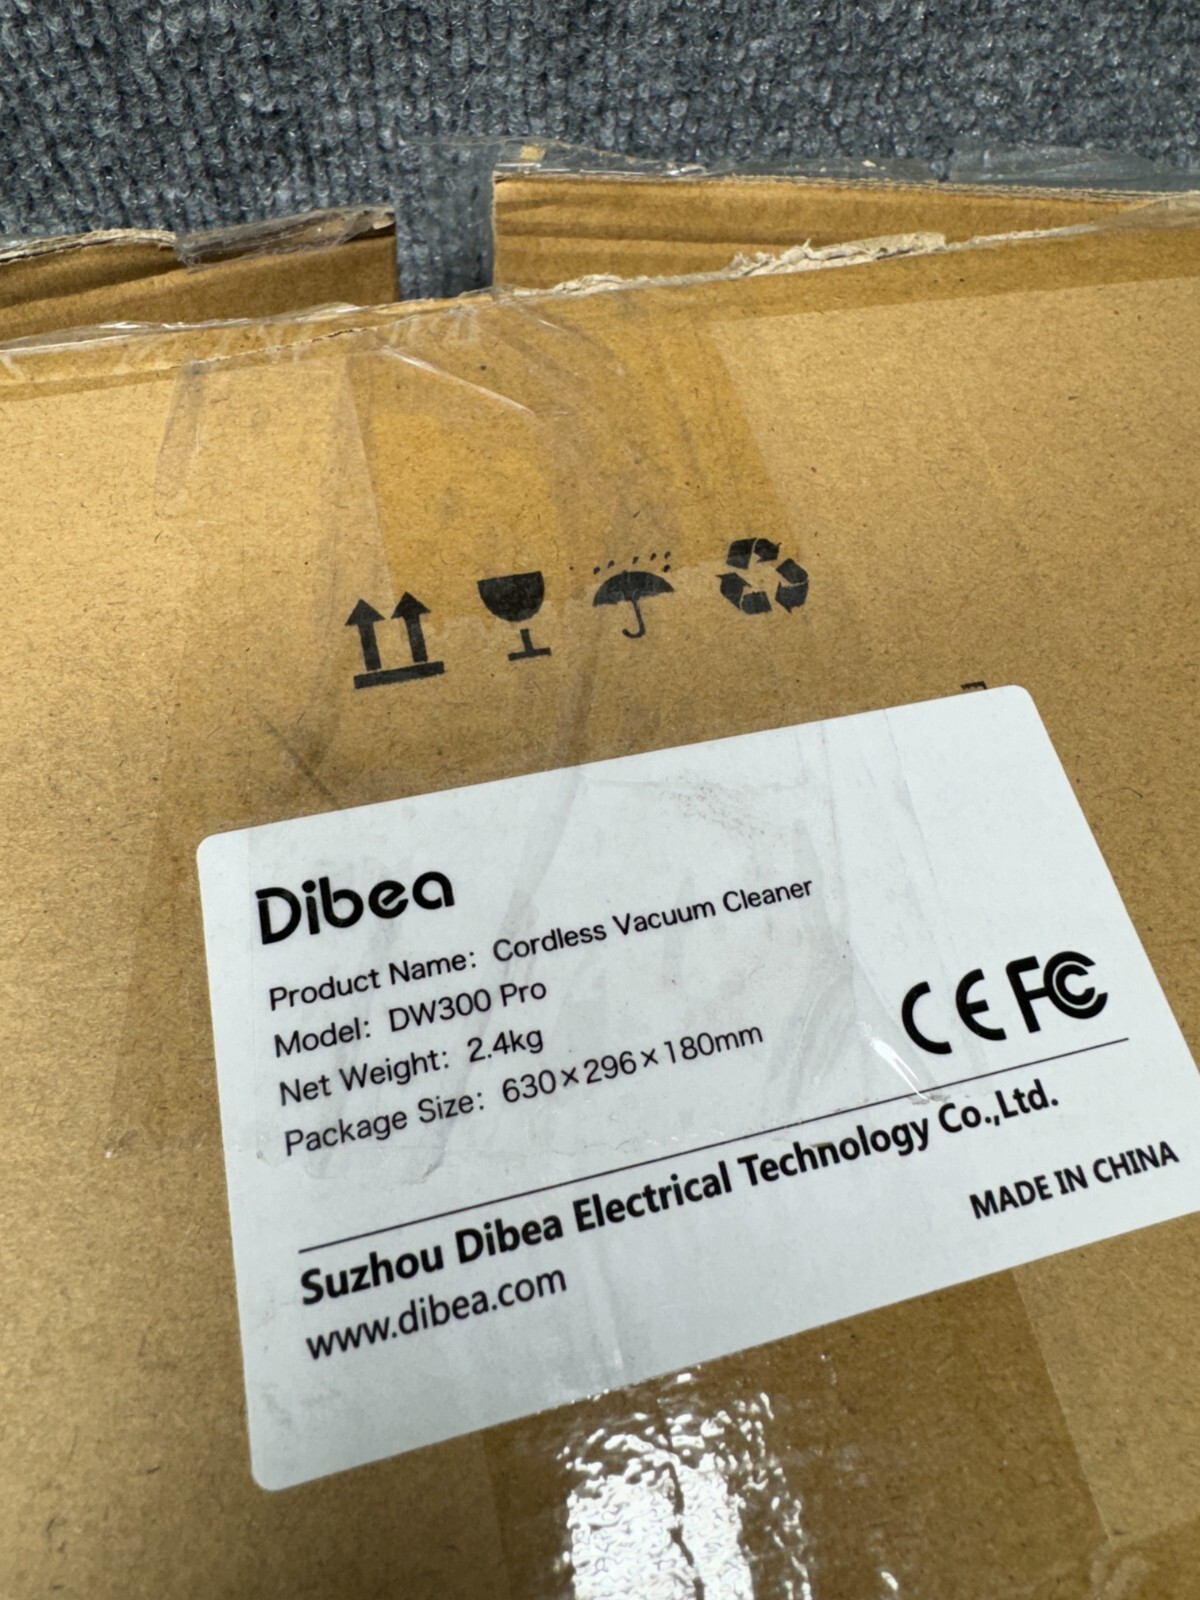 Dibea
Product Name: Cordless Vacuum Cleaner
Model: DW300 Pro
Net Weight: 2.4kg
Package Size: 630×296×180mm
CE FC
Suzhou Dibea Electrical Technology Co.,Ltd.
www.dibea.com
MADE IN CHINA